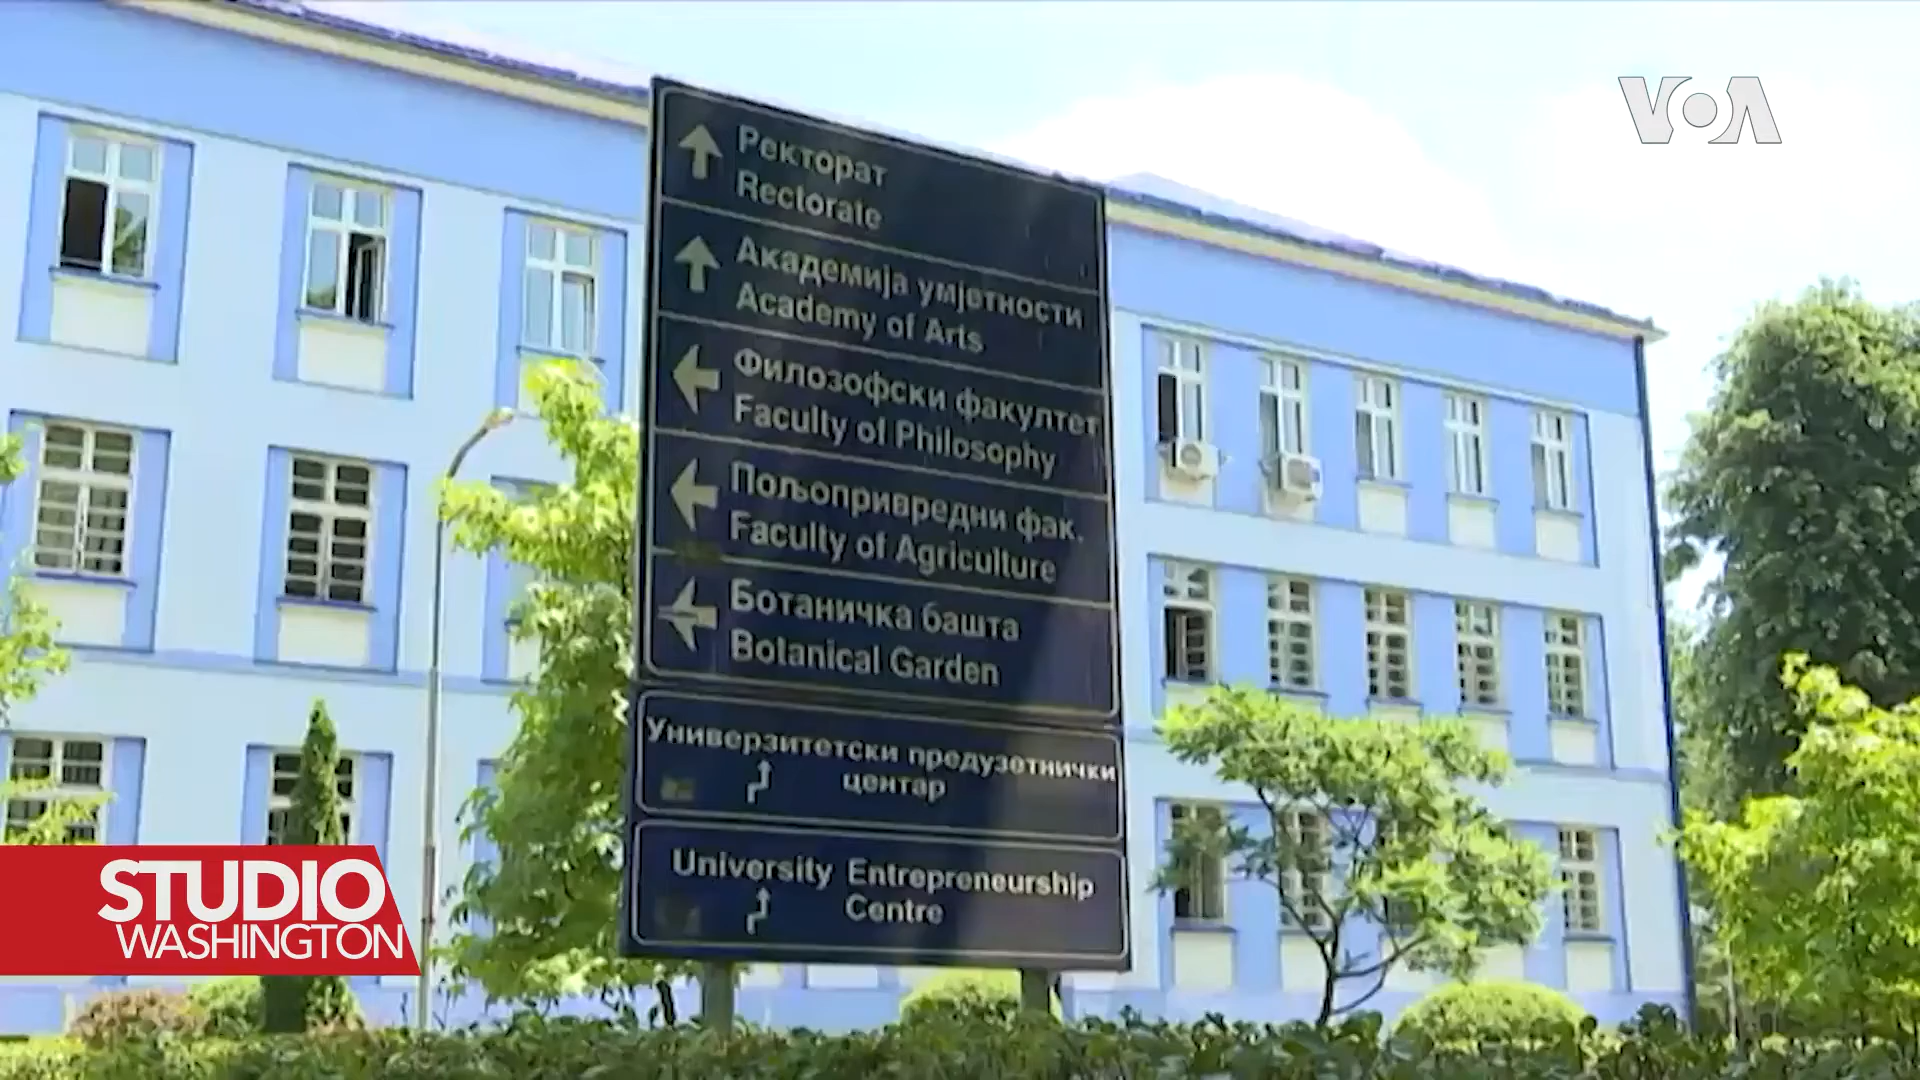 VOA
Ректорат
Rectorate
Академија умјетности
Academy of Arts
Филозофски факултет
Faculty of Philosophy
Пољопривредни фак.
Faculty of Agriculture
Ботаничка башта
Botanical Garden
Универзитетски предузетнички
центар
University Entrepreneurship
Centre
STUDIO
WASHINGTON